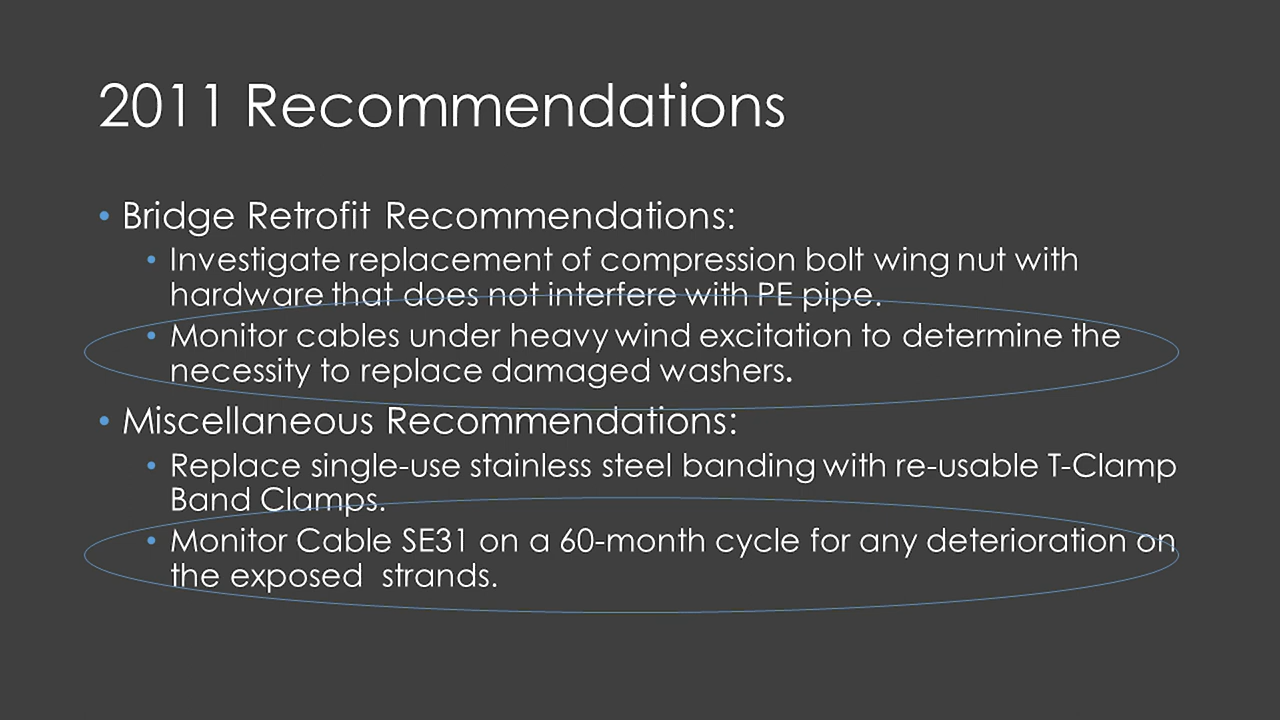 2011 Recommendations
• Bridge Retrofit Recommendations:
• Investigate replacement of compression bolt wing nut with
hardware that does not interfere with PE pipe.
• Monitor cables under heavy wind excitation to determine the
necessity to replace damaged washers.
• Miscellaneous Recommendations:
• Replace single-use stainless steel banding with re-usable T-Clamp
Band Clamps.
• Monitor Cable SE31 on a 60-month cycle for any deterioration on
the exposed  strands.